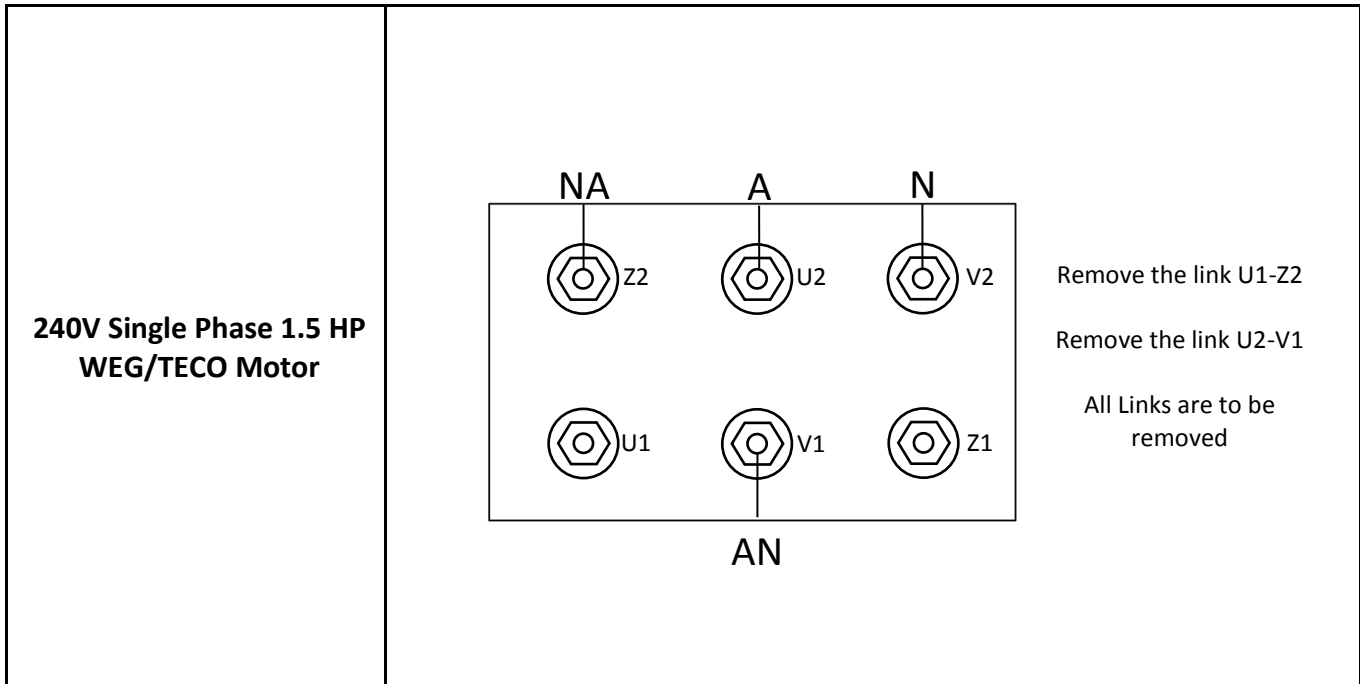 240V Single Phase 1.5 HP
WEG/TECO Motor
NA A N
Z2 U2 V2
U1 V1 Z1
AN
Remove the link U1-Z2
Remove the link U2-V1
All Links are to be
removed